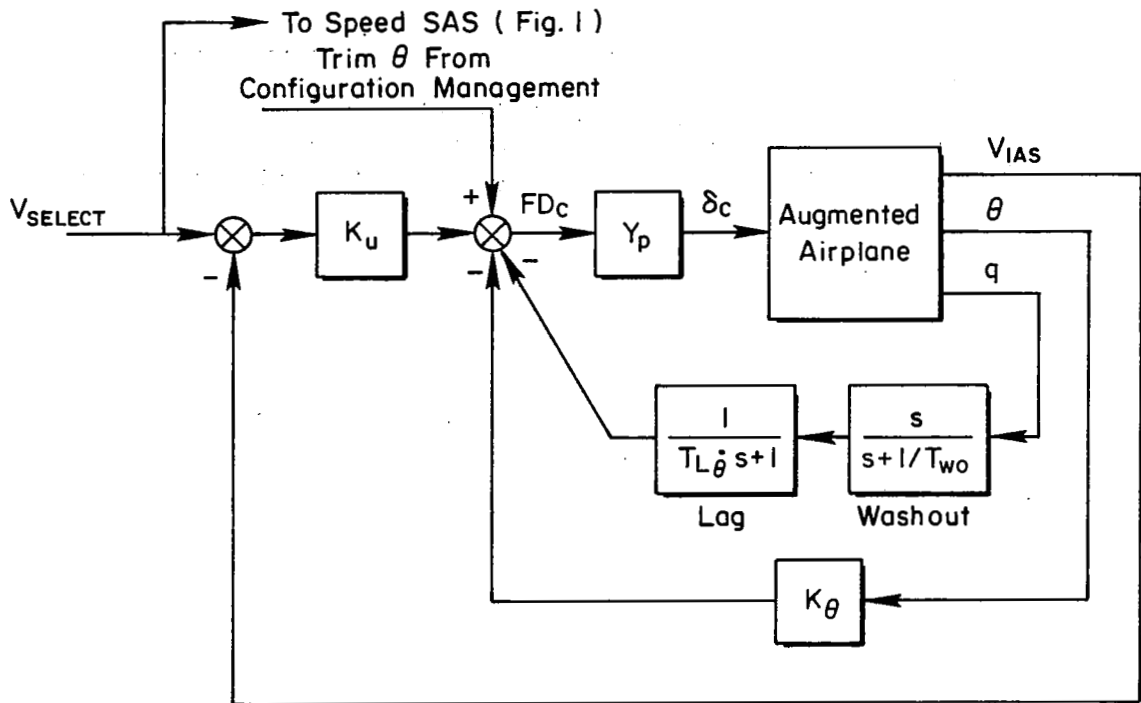 To Speed SAS ( Fig. 1 )
Trim θ From
Configuration Management
V_SELECT
-
K_u
+
-
-
FD_C
Y_p
δ_C
Augmented
Airplane
V_IAS
θ
q
1
T_Lθ̇ s+1
Lag
s
s+1/T_WO
Washout
K_θ